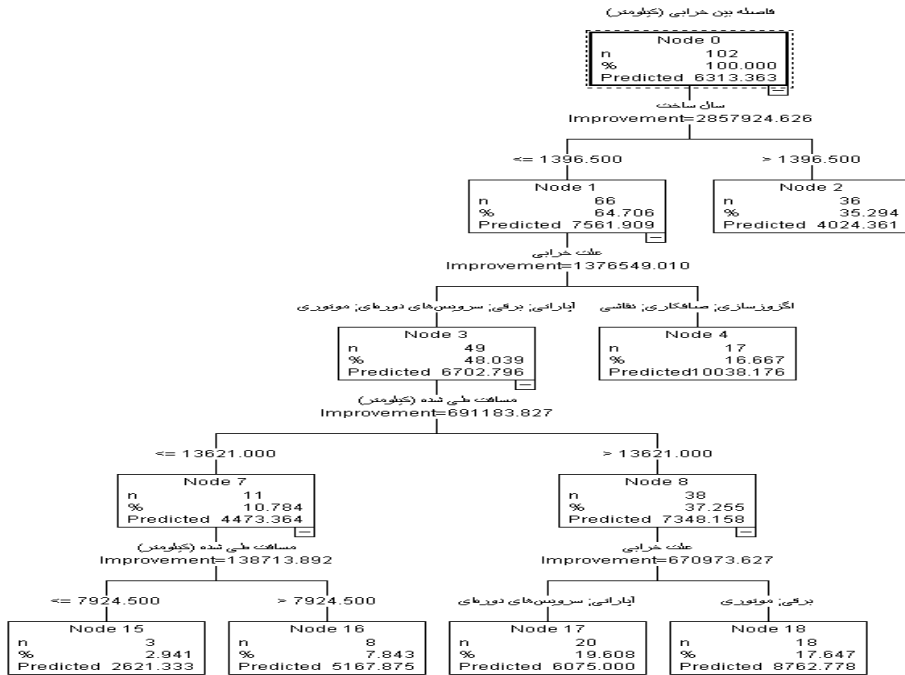 فاصله بین خرابی (کیلومتر)
Node 0
n 102
% 100.000
Predicted 6313.363
سال ساخت
Improvement=2857924.626
<= 1396.500
> 1396.500
Node 1
n 66
% 64.706
Predicted 7561.909
Node 2
n 36
% 35.294
Predicted 4024.361
علت خرابی
Improvement=1376549.010
آپاراتی; برقی; سرویس‌های دوره‌ای; موتوری
اگزوزسازی; صافکاری; نقاشی
Node 3
n 49
% 48.039
Predicted 6702.796
Node 4
n 17
% 16.667
Predicted10038.176
مسافت طی شده (کیلومتر)
Improvement=691183.827
<= 13621.000
> 13621.000
Node 7
n 11
% 10.784
Predicted 4473.364
Node 8
n 38
% 37.255
Predicted 7348.158
مسافت طی شده (کیلومتر)
Improvement=138713.892
علت خرابی
Improvement=670973.627
<= 7924.500
> 7924.500
آپاراتی; سرویس‌های دوره‌ای
برقی; موتوری
Node 15
n 3
% 2.941
Predicted 2621.333
Node 16
n 8
% 7.843
Predicted 5167.875
Node 17
n 20
% 19.608
Predicted 6075.000
Node 18
n 18
% 17.647
Predicted 8762.778